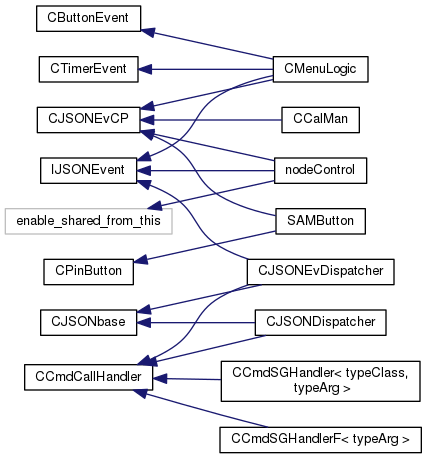 CButtonEvent
CTimerEvent
CMenuLogic
CJSONEvCP
CCalMan
IJSONEvent
nodeControl
enable_shared_from_this
SAMButton
CPinButton
CJSONEvDispatcher
CJSONbase
CJSONDispatcher
CCmdCallHandler
CCmdSGHandler< typeClass,
typeArg >
CCmdSGHandlerF< typeArg >